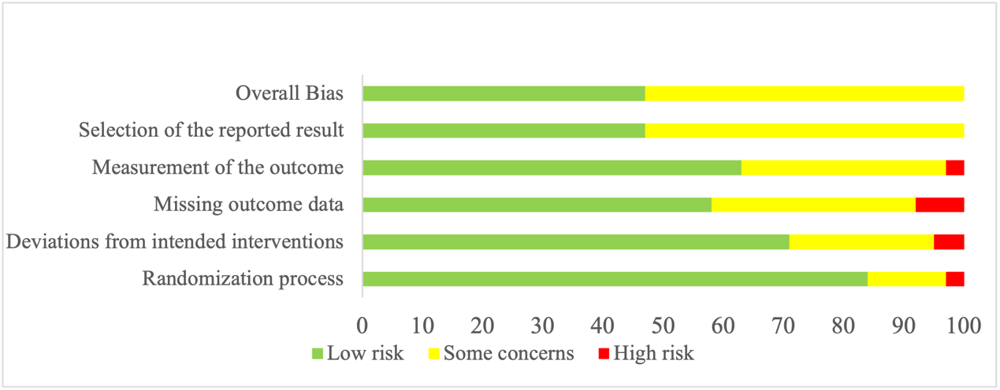 Overall Bias
Selection of the reported result
Measurement of the outcome
Missing outcome data
Deviations from intended interventions
Randomization process
0 10 20 30 40 50 60 70 80 90 100
Low risk Some concerns High risk